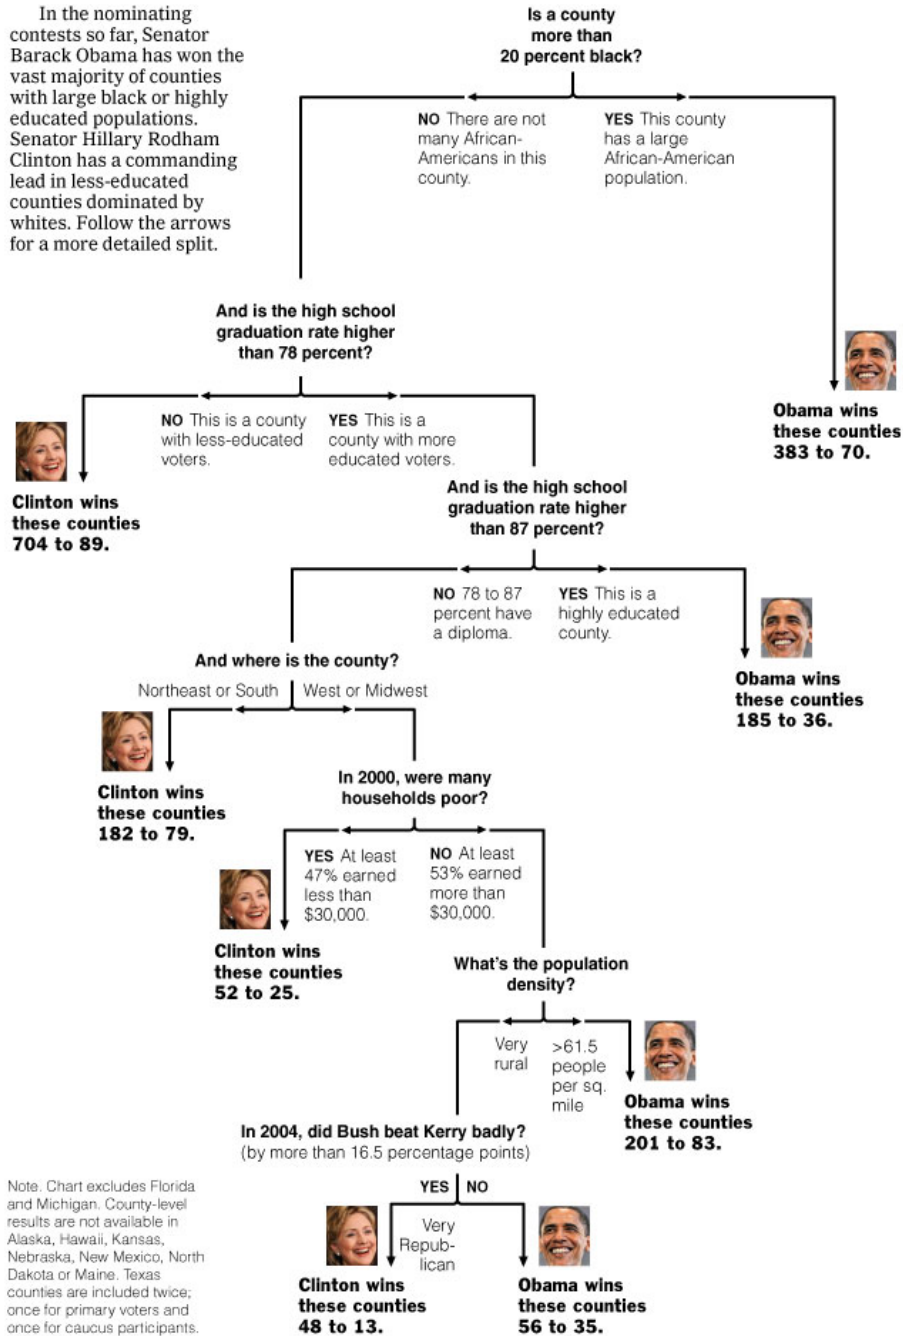 In the nominating
contests so far, Senator
Barack Obama has won the
vast majority of counties
with large black or highly
educated populations.
Senator Hillary Rodham
Clinton has a commanding
lead in less-educated
counties dominated by
whites. Follow the arrows
for a more detailed split.
Is a county
more than
20 percent black?
NO There are not
many African-
Americans in this
county.
YES This county
has a large
African-American
population.
Obama wins
these counties
383 to 70.
And is the high school
graduation rate higher
than 78 percent?
NO This is a county
with less-educated
voters.
YES This is a
county with more
educated voters.
Clinton wins
these counties
704 to 89.
And is the high school
graduation rate higher
than 87 percent?
NO 78 to 87
percent have
a diploma.
YES This is a
highly educated
county.
Obama wins
these counties
185 to 36.
And where is the county?
Northeast or South
West or Midwest
Clinton wins
these counties
182 to 79.
In 2000, were many
households poor?
YES At least
47% earned
less than
$30,000.
NO At least
53% earned
more than
$30,000.
Clinton wins
these counties
52 to 25.
What's the population
density?
Very
rural
>61.5
people
per sq.
mile
Obama wins
these counties
201 to 83.
In 2004, did Bush beat Kerry badly?
(by more than 16.5 percentage points)
YES
NO
Very
Repub-
lican
Clinton wins
these counties
48 to 13.
Obama wins
these counties
56 to 35.
Note. Chart excludes Florida
and Michigan. County-level
results are not available in
Alaska, Hawaii, Kansas,
Nebraska, New Mexico, North
Dakota or Maine. Texas
counties are included twice;
once for primary voters and
once for caucus participants.